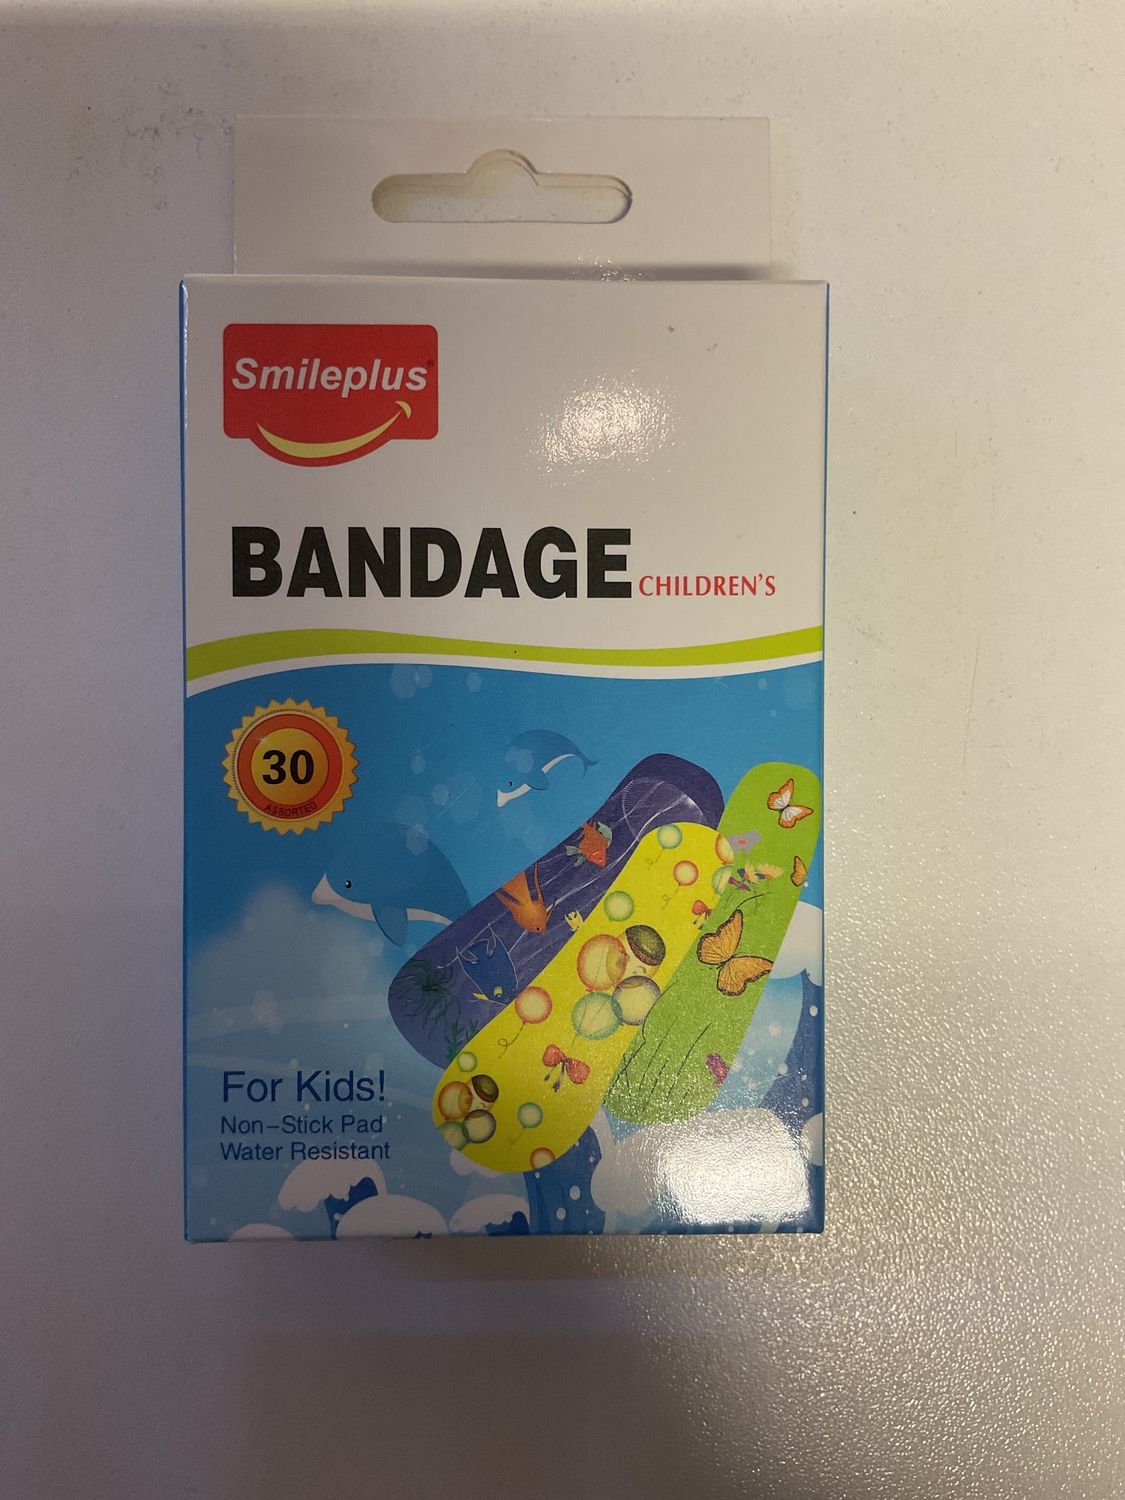 Smileplus®
BANDAGE CHILDREN'S
30
ASSORTED
For Kids!
Non-Stick Pad
Water Resistant